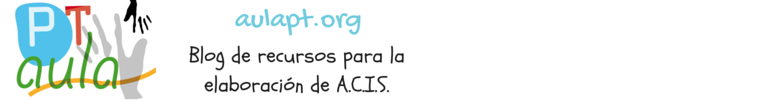 PT
aula
aulapt.org
Blog de recursos para la
elaboración de A.C.I.S.